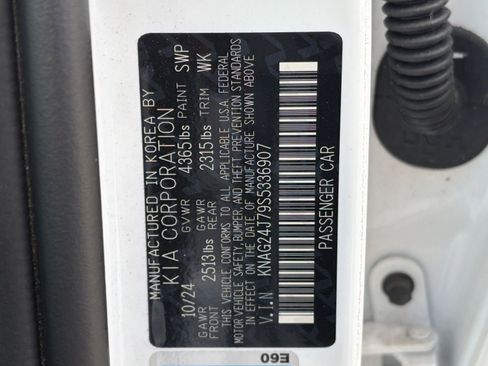 MANUFACTURED IN KOREA BY
KIA CORPORATION
10/24 GVWR 4365lbs PAINT SWP
GAWR FRONT 2513lbs GAWR REAR 2315lbs TRIM WK
THIS VEHICLE CONFORMS TO ALL APPLICABLE U.S.A. FEDERAL
MOTOR VEHICLE SAFETY, BUMPER, AND THEFT PREVENTION STANDARDS
IN EFFECT ON THE DATE OF MANUFACTURE SHOWN ABOVE
V.I.N KNAG24J79S5336907
PASSENGER CAR
E60